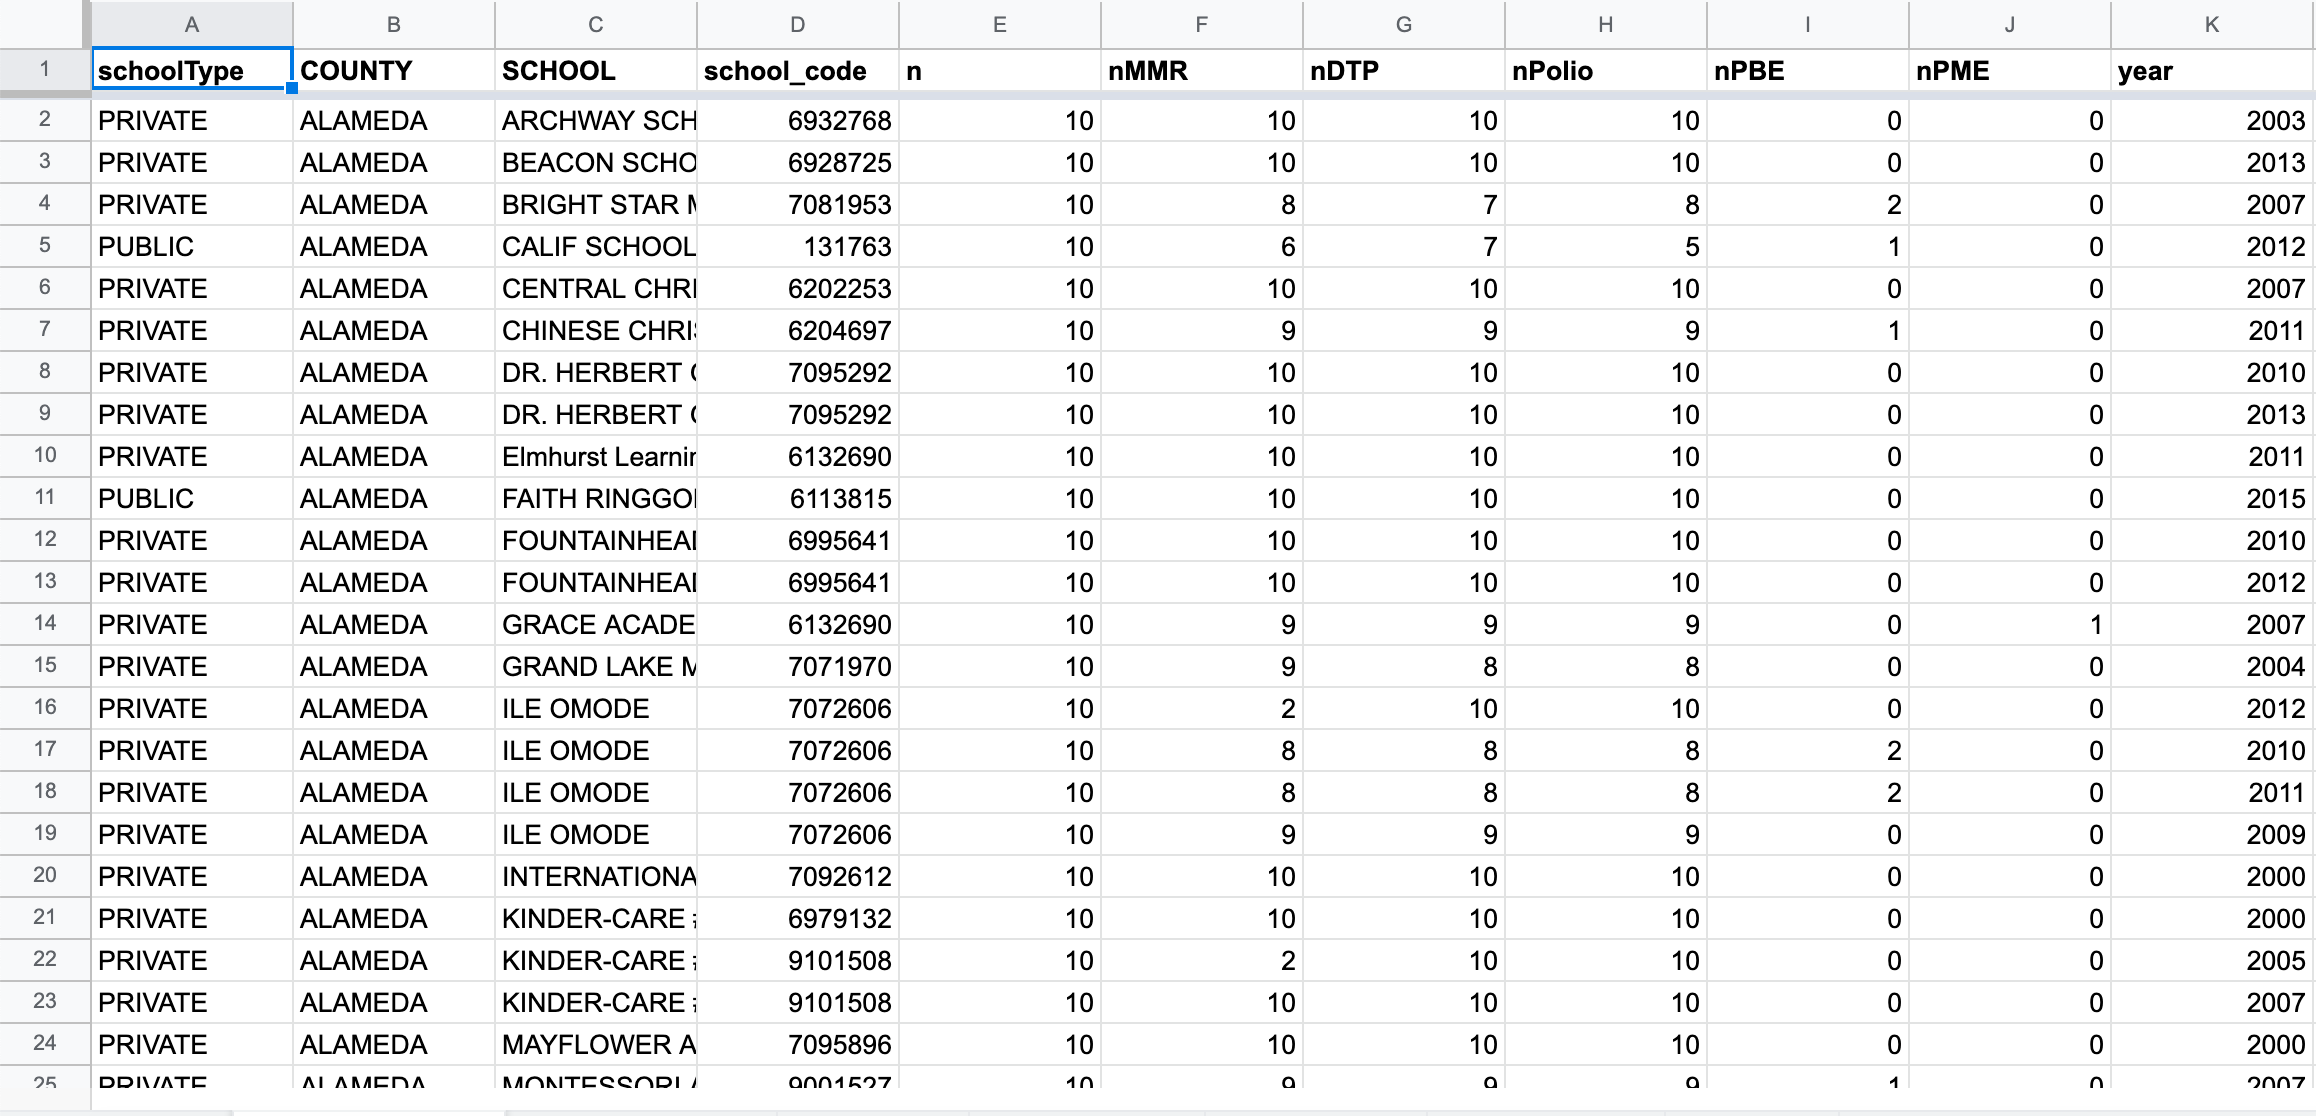 A B C D E F G H I J K
1 schoolType COUNTY SCHOOL school_code n nMMR nDTP nPolio nPBE nPME year
2 PRIVATE ALAMEDA ARCHWAY SCH 6932768 10 10 10 10 0 0 2003
3 PRIVATE ALAMEDA BEACON SCHO 6928725 10 10 10 10 0 0 2013
4 PRIVATE ALAMEDA BRIGHT STAR 7081953 10 8 7 8 2 0 2007
5 PUBLIC ALAMEDA CALIF SCHOOL 131763 10 6 7 5 1 0 2012
6 PRIVATE ALAMEDA CENTRAL CHRI 6202253 10 10 10 10 0 0 2007
7 PRIVATE ALAMEDA CHINESE CHRIS 6204697 10 9 9 9 1 0 2011
8 PRIVATE ALAMEDA DR. HERBERT 7095292 10 10 10 10 0 0 2010
9 PRIVATE ALAMEDA DR. HERBERT 7095292 10 10 10 10 0 0 2013
10 PRIVATE ALAMEDA Elmhurst Learnin 6132690 10 10 10 10 0 0 2011
11 PUBLIC ALAMEDA FAITH RINGGOL 6113815 10 10 10 10 0 0 2015
12 PRIVATE ALAMEDA FOUNTAINHEAD 6995641 10 10 10 10 0 0 2010
13 PRIVATE ALAMEDA FOUNTAINHEAD 6995641 10 10 10 10 0 0 2012
14 PRIVATE ALAMEDA GRACE ACADE 6132690 10 9 9 9 0 1 2007
15 PRIVATE ALAMEDA GRAND LAKE M 7071970 10 9 8 8 0 0 2004
16 PRIVATE ALAMEDA ILE OMODE 7072606 10 2 10 10 0 0 2012
17 PRIVATE ALAMEDA ILE OMODE 7072606 10 8 8 8 2 0 2010
18 PRIVATE ALAMEDA ILE OMODE 7072606 10 8 8 8 2 0 2011
19 PRIVATE ALAMEDA ILE OMODE 7072606 10 9 9 9 0 0 2009
20 PRIVATE ALAMEDA INTERNATIONA 7092612 10 10 10 10 0 0 2000
21 PRIVATE ALAMEDA KINDER-CARE # 6979132 10 10 10 10 0 0 2000
22 PRIVATE ALAMEDA KINDER-CARE # 9101508 10 2 10 10 0 0 2005
23 PRIVATE ALAMEDA KINDER-CARE # 9101508 10 10 10 10 0 0 2007
24 PRIVATE ALAMEDA MAYFLOWER A 7095896 10 10 10 10 0 0 2000
25 PRIVATE ALAMEDA MONTESSORI A 9001527 10 9 9 9 1 0 2007